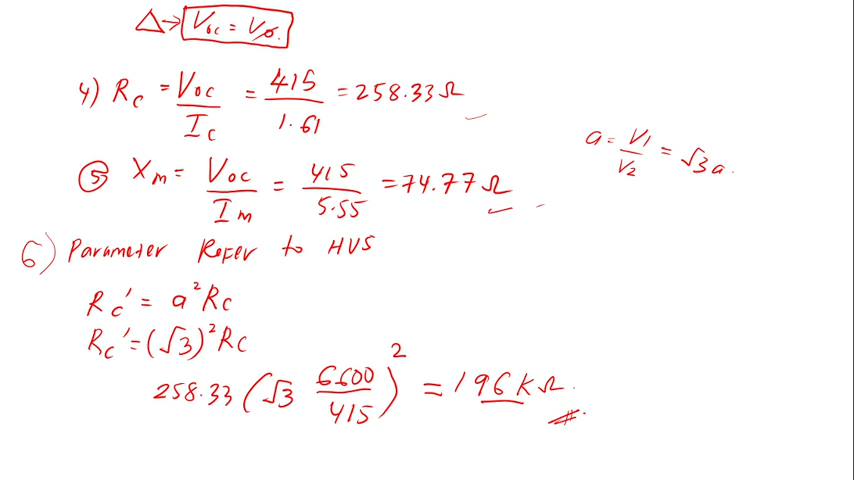 △→ Voc = Vø.
4) Rc = Voc / Ic = 415 / 1.61 = 258.33 Ω
a = V1 / V2 = √3 a.
⑤ Xm = Voc / Im = 415 / 5.55 = 74.77 Ω
6) Parameter Refer to HVS
Rc' = a² Rc
Rc' = (√3)² Rc
258.33 (√3 6600 / 415)² = 196 kΩ.